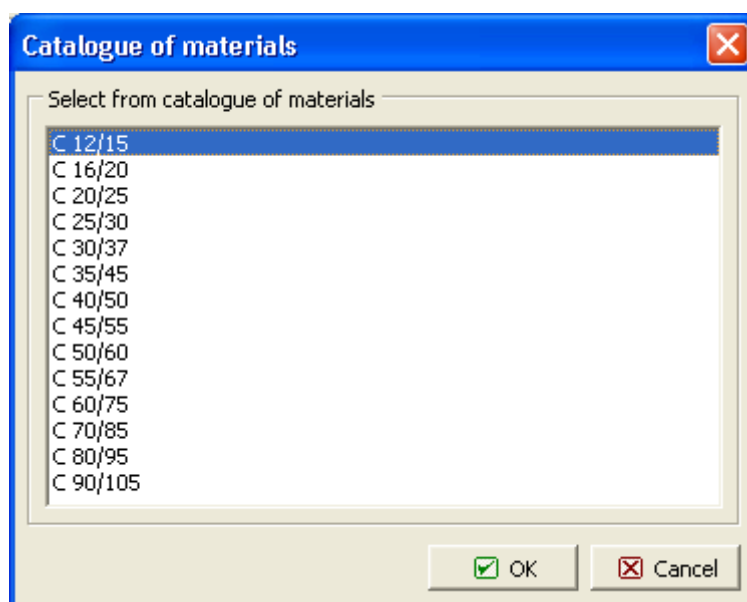 Catalogue of materials
Select from catalogue of materials
C 12/15
C 16/20
C 20/25
C 25/30
C 30/37
C 35/45
C 40/50
C 45/55
C 50/60
C 55/67
C 60/75
C 70/85
C 80/95
C 90/105
OK
Cancel